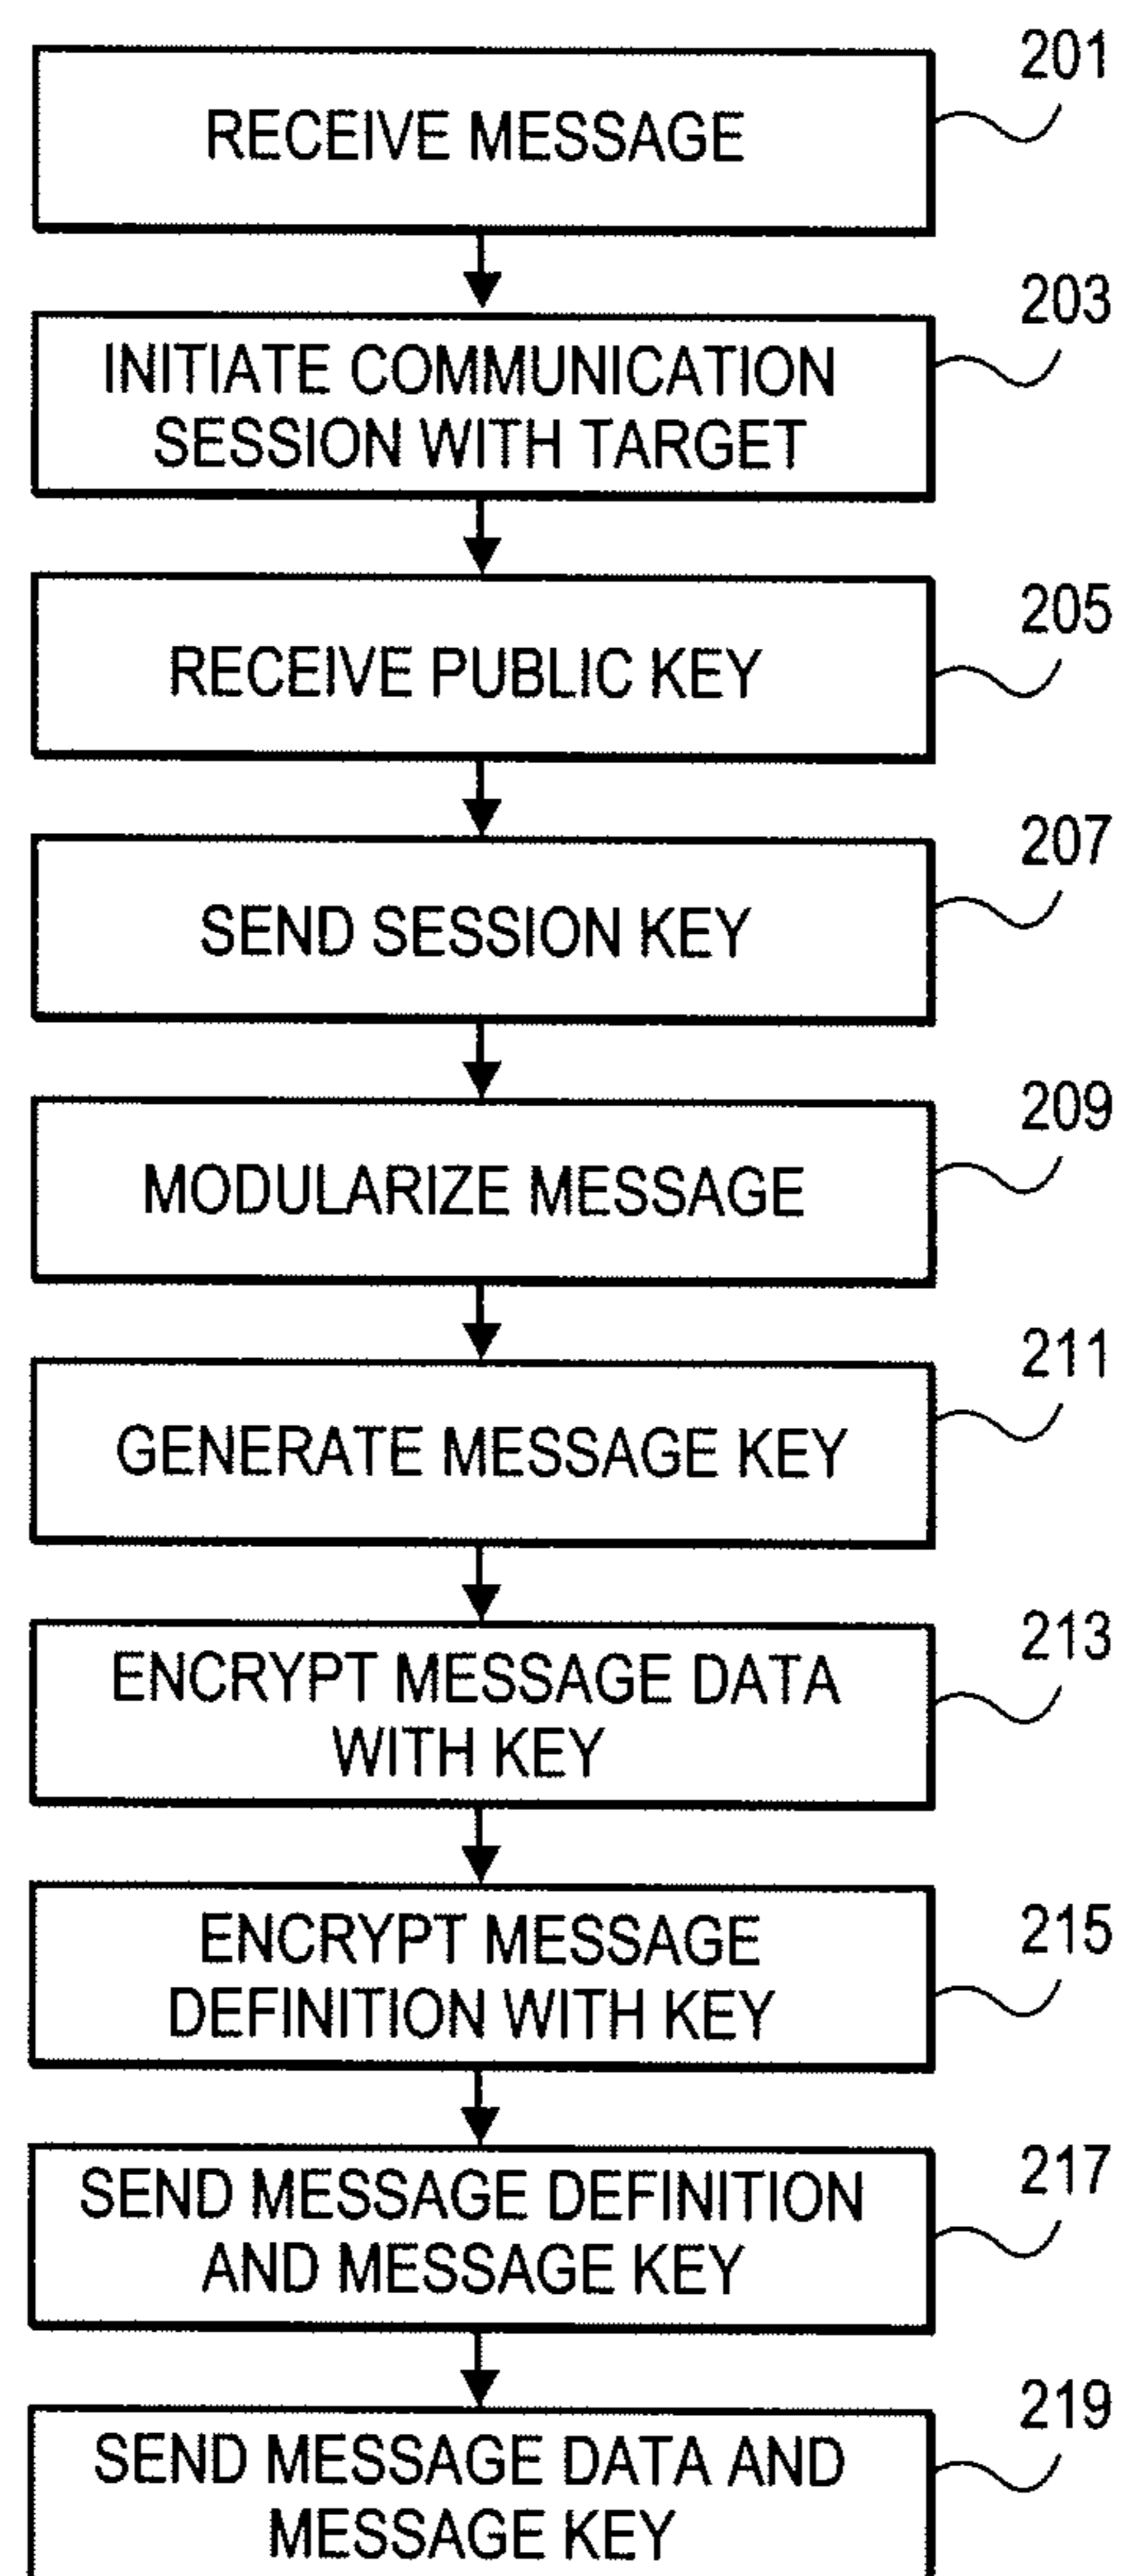 201
RECEIVE MESSAGE
203
INITIATE COMMUNICATION
SESSION WITH TARGET
205
RECEIVE PUBLIC KEY
207
SEND SESSION KEY
209
MODULARIZE MESSAGE
211
GENERATE MESSAGE KEY
213
ENCRYPT MESSAGE DATA
WITH KEY
215
ENCRYPT MESSAGE
DEFINITION WITH KEY
217
SEND MESSAGE DEFINITION
AND MESSAGE KEY
219
SEND MESSAGE DATA AND
MESSAGE KEY